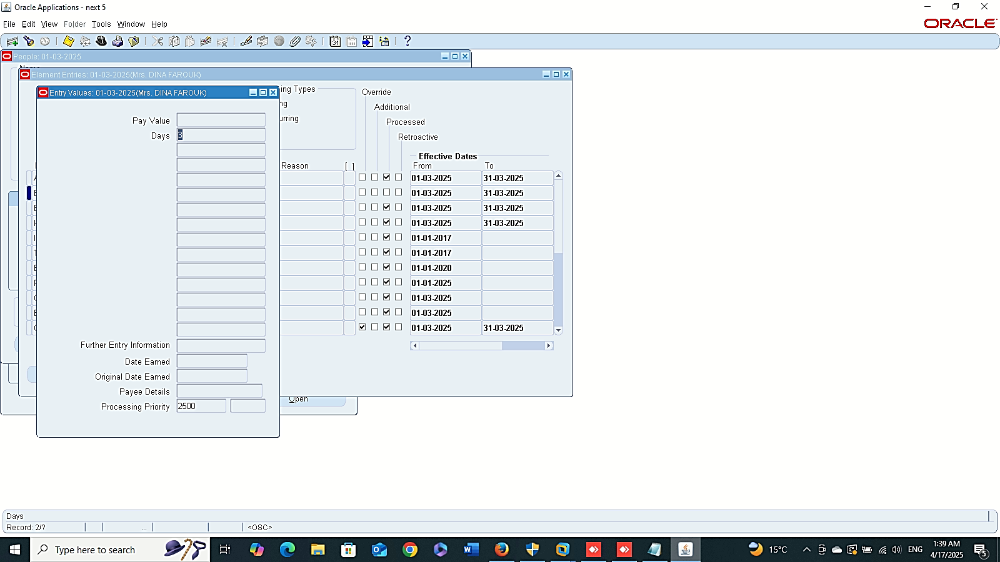 Oracle Applications - next 5
File Edit View Folder Tools Window Help
ORACLE
People: 01-03-2025
Name
Element Entries: 01-03-2025(Mrs. DINA FAROUK)
Entry Values: 01-03-2025(Mrs. DINA FAROUK)
Pay Value
Days 3
Further Entry Information
Date Earned
Original Date Earned
Payee Details
Processing Priority 2500
ing Types
ng
urring
Override
Additional
Processed
Retroactive
Effective Dates
Reason [ ] From To
01-03-2025 31-03-2025
01-03-2025 31-03-2025
01-03-2025 31-03-2025
01-03-2025 31-03-2025
01-01-2017
01-01-2017
01-01-2020
01-01-2025
01-03-2025
01-03-2025
01-03-2025 31-03-2025
Open
Days
Record: 2/? ... <OSC>
Type here to search
15°C
ENG
1:39 AM
4/17/2025
5